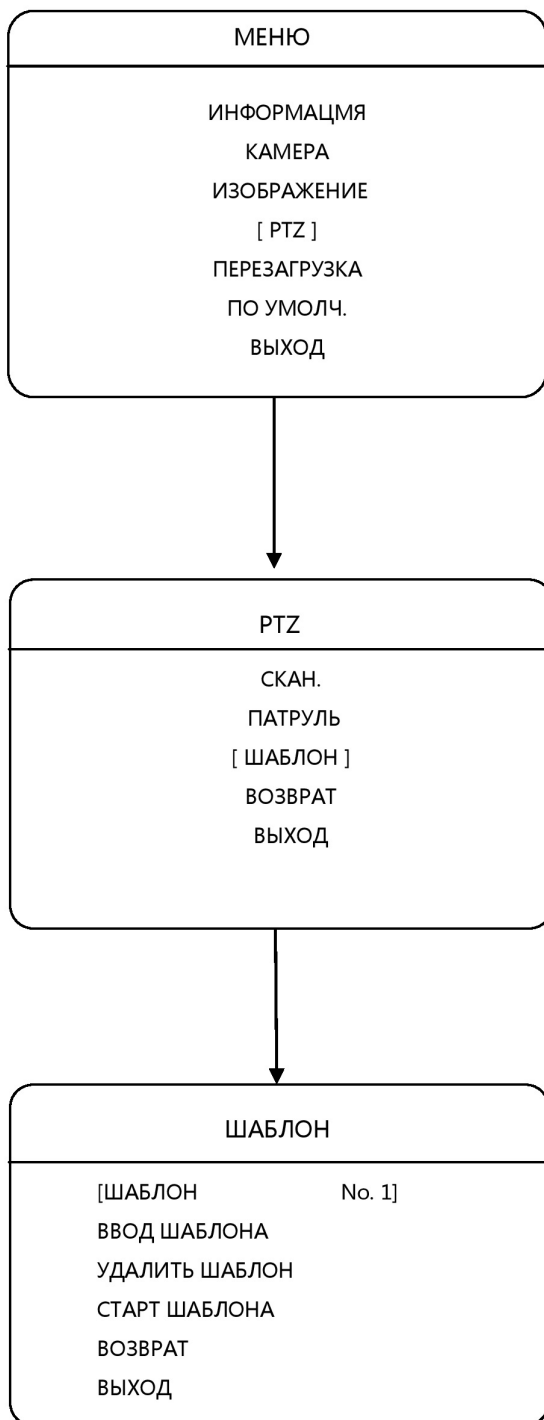 МЕНЮ
ИНФОРМАЦМЯ
КАМЕРА
ИЗОБРАЖЕНИЕ
[ PTZ ]
ПЕРЕЗАГРУЗКА
ПО УМОЛЧ.
ВЫХОД
PTZ
СКАН.
ПАТРУЛЬ
[ ШАБЛОН ]
ВОЗВРАТ
ВЫХОД
ШАБЛОН
[ШАБЛОН No. 1]
ВВОД ШАБЛОНА
УДАЛИТЬ ШАБЛОН
СТАРТ ШАБЛОНА
ВОЗВРАТ
ВЫХОД